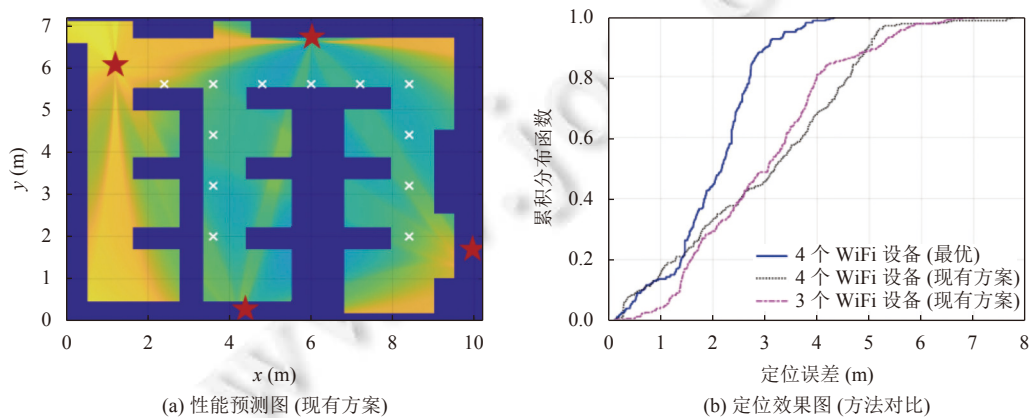 7
6
5
4
3
2
1
0
y (m)
0 2 4 6 8 10
x (m)
(a) 性能预测图 (现有方案)
1.0
0.8
0.6
0.4
0.2
0.0
累积分布函数
4 个 WiFi 设备 (最优)
4 个 WiFi 设备 (现有方案)
3 个 WiFi 设备 (现有方案)
0 1 2 3 4 5 6 7 8
定位误差 (m)
(b) 定位效果图 (方法对比)